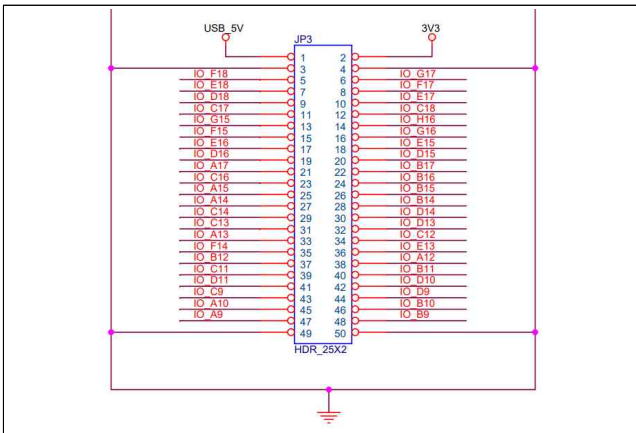 USB_5V 3V3
JP3
1 2
3 4
IO_F18 5 6 IO_G17
IO_E18 7 8 IO_F17
IO_D18 9 10 IO_E17
IO_C17 11 12 IO_C18
IO_G15 13 14 IO_H16
IO_F15 15 16 IO_G16
IO_E16 17 18 IO_E15
IO_D16 19 20 IO_D15
IO_A17 21 22 IO_B17
IO_C16 23 24 IO_B16
IO_A15 25 26 IO_B15
IO_A14 27 28 IO_B14
IO_C14 29 30 IO_D14
IO_C13 31 32 IO_D13
IO_A13 33 34 IO_C12
IO_F14 35 36 IO_E13
IO_B12 37 38 IO_A12
IO_C11 39 40 IO_B11
IO_D11 41 42 IO_D10
IO_C9 43 44 IO_D9
IO_A10 45 46 IO_B10
IO_A9 47 48 IO_B9
49 50
HDR_25X2